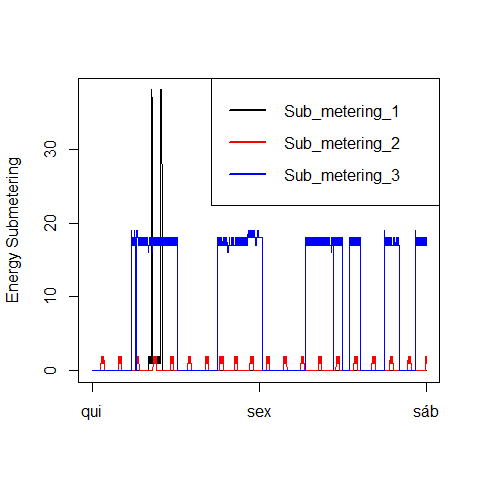 Sub_metering_1
Sub_metering_2
Sub_metering_3
Energy Submetering
30
20
10
0
qui sex sáb